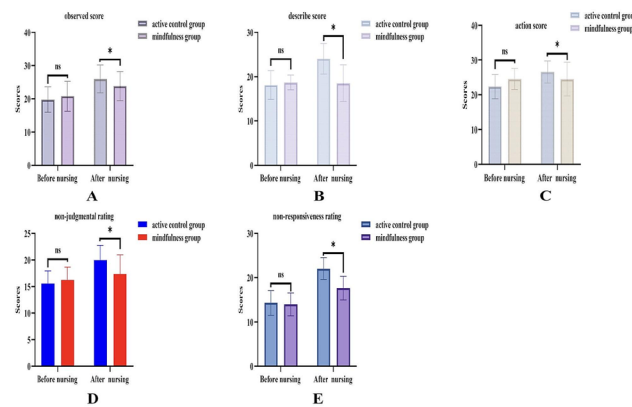 observed score
active control group
mindfulness group
ns
*
40
30
20
10
0
Scores
Before nursing
After nursing
A
describe score
active control group
mindfulness group
ns
*
30
20
10
0
Scores
Before nursing
After nursing
B
action score
active control group
mindfulness group
ns
*
40
30
20
10
0
Scores
Before nursing
After nursing
C
non-judgmental rating
active control group
mindfulness group
ns
*
25
20
15
10
5
0
Scores
Before nursing
After nursing
D
non-responsiveness rating
active control group
mindfulness group
ns
*
30
20
10
0
Scores
Before nursing
After nursing
E